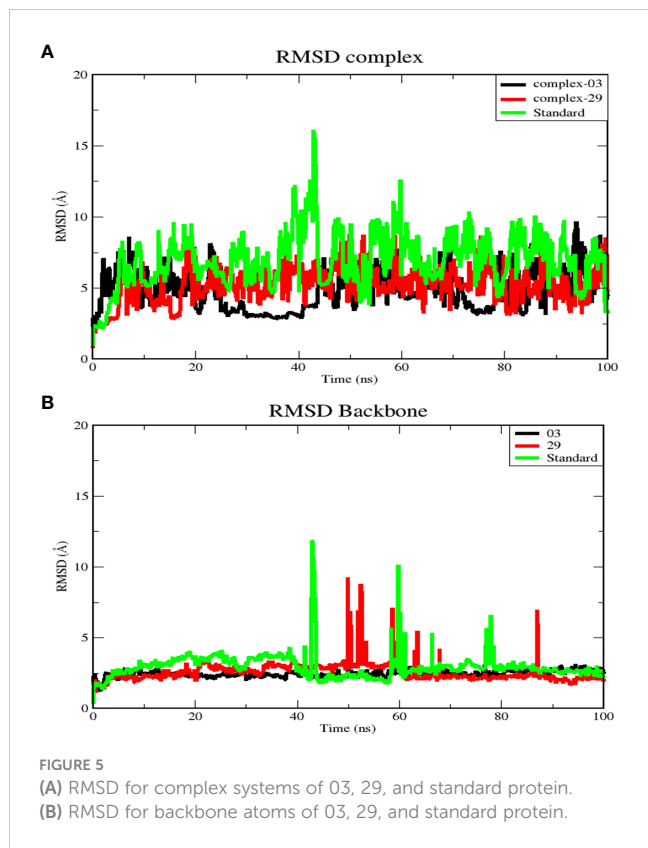 A
RMSD complex
20
15
10
5
0
RMSD (Å)
complex-03
complex-29
Standard
0
20
40
60
80
100
Time (ns)
B
RMSD Backbone
20
15
10
5
0
RMSD (Å)
03
29
Standard
0
20
40
60
80
100
Time (ns)
FIGURE 5
(A) RMSD for complex systems of 03, 29, and standard protein.
(B) RMSD for backbone atoms of 03, 29, and standard protein.